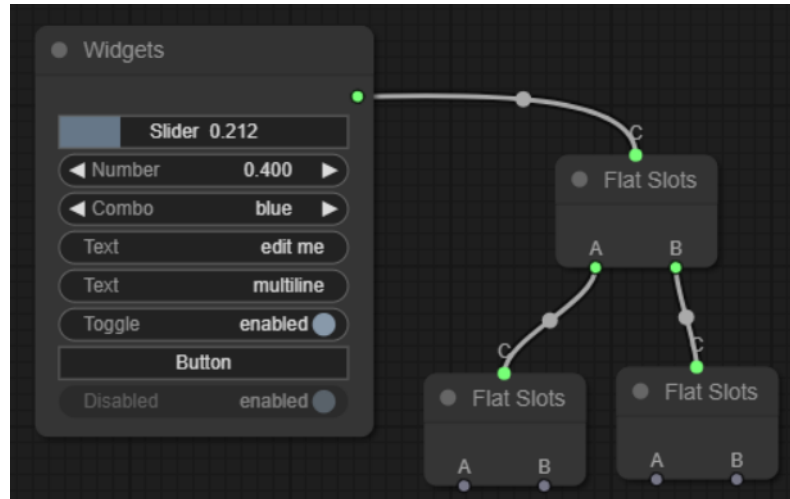 Widgets
Slider 0.212
Number 0.400
Combo blue
Text edit me
Text multiline
Toggle enabled
Button
Disabled enabled
C
Flat Slots
A B
C
Flat Slots
A B
C
Flat Slots
A B